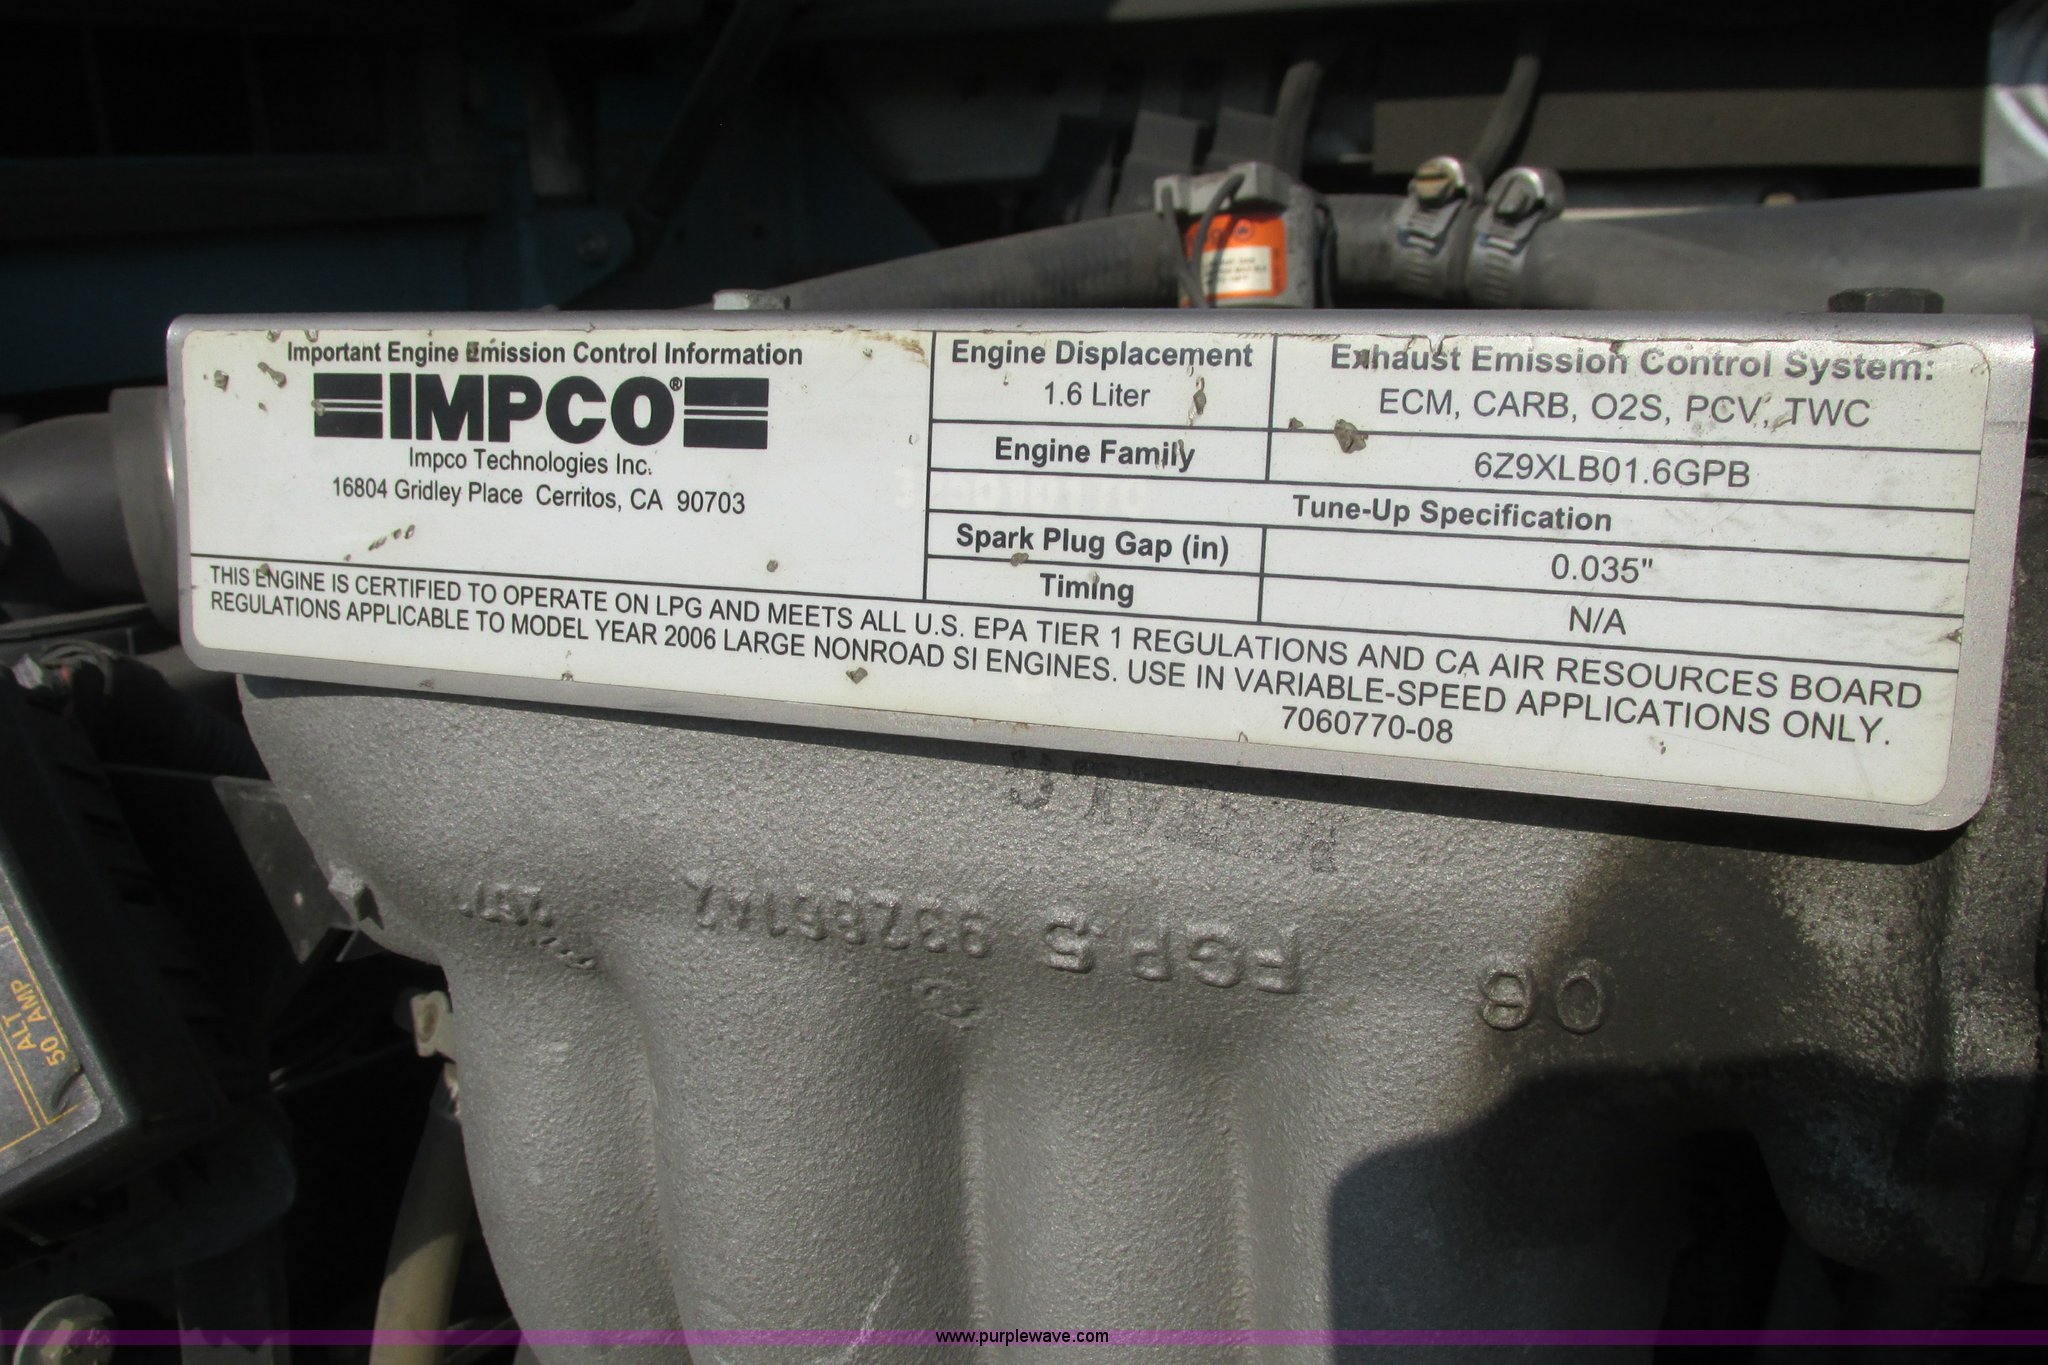 Important Engine Emission Control Information
IMPCO®
Impco Technologies Inc.
16804 Gridley Place Cerritos, CA 90703
Engine Displacement
1.6 Liter
Exhaust Emission Control System:
ECM, CARB, O2S, PCV, TWC
Engine Family
6Z9XLB01.6GPB
Tune-Up Specification
Spark Plug Gap (in)
0.035"
Timing
N/A
THIS ENGINE IS CERTIFIED TO OPERATE ON LPG AND MEETS ALL U.S. EPA TIER 1 REGULATIONS AND CA AIR RESOURCES BOARD
REGULATIONS APPLICABLE TO MODEL YEAR 2006 LARGE NONROAD SI ENGINES. USE IN VARIABLE-SPEED APPLICATIONS ONLY.
7060770-08
FGP.5 93286142
06
ALT
50 AMP
www.purplewave.com